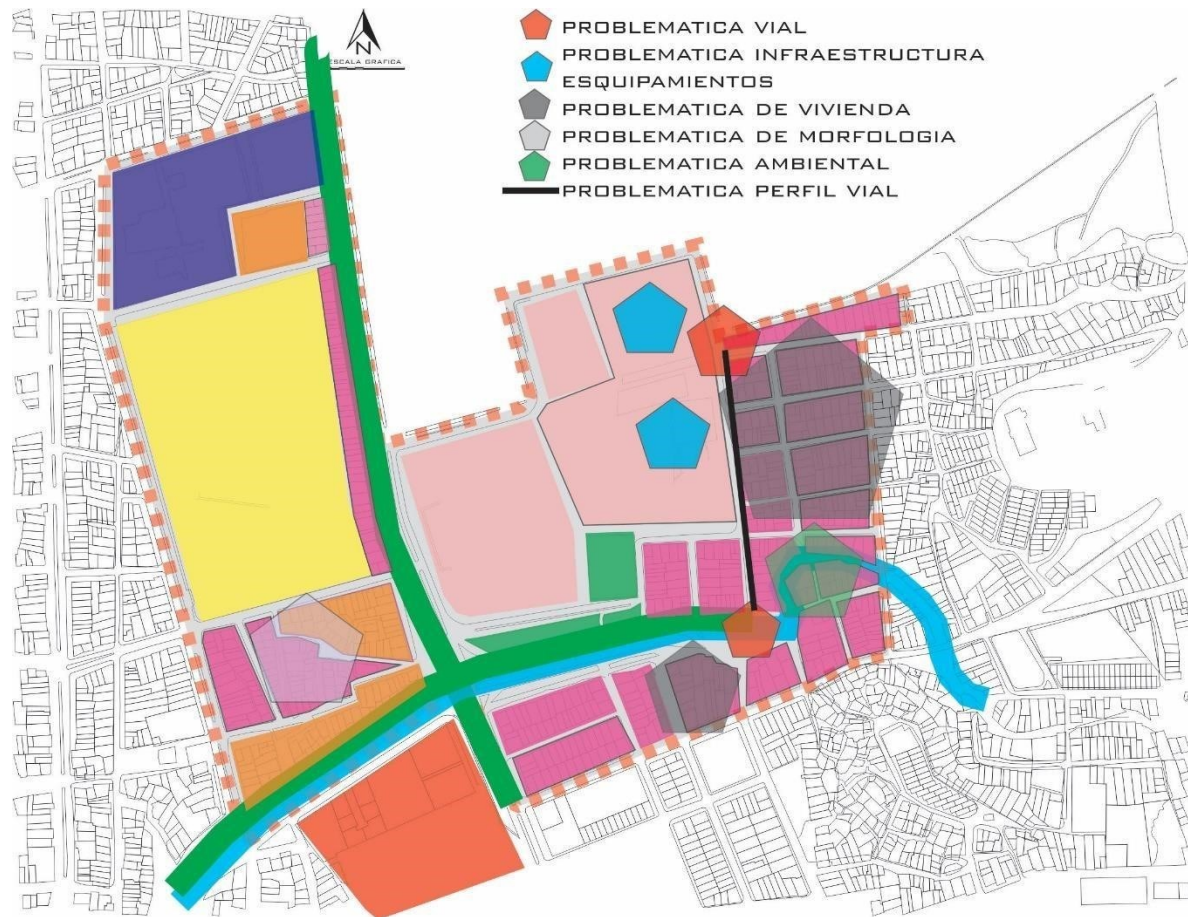 N
ESCALA GRAFICA
PROBLEMATICA VIAL
PROBLEMATICA INFRAESTRUCTURA
ESQUIPAMIENTOS
PROBLEMATICA DE VIVIENDA
PROBLEMATICA DE MORFOLOGIA
PROBLEMATICA AMBIENTAL
PROBLEMATICA PERFIL VIAL